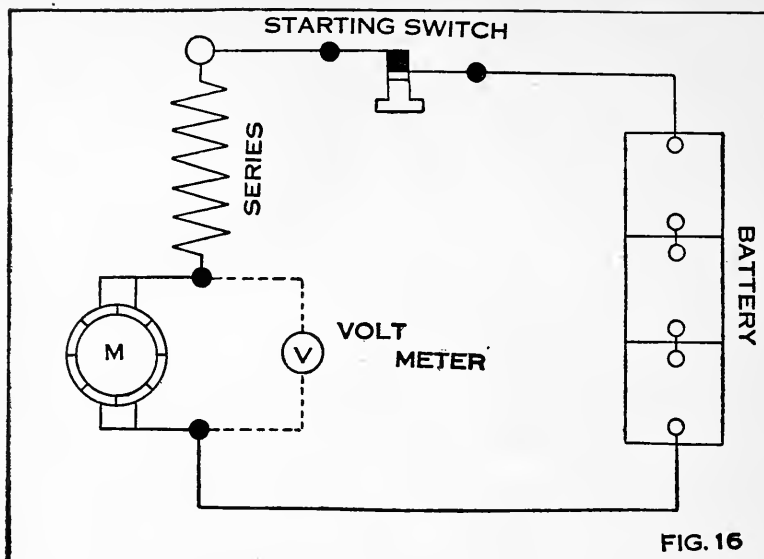 STARTING SWITCH
SERIES
BATTERY
M
V
VOLT
METER
FIG. 16